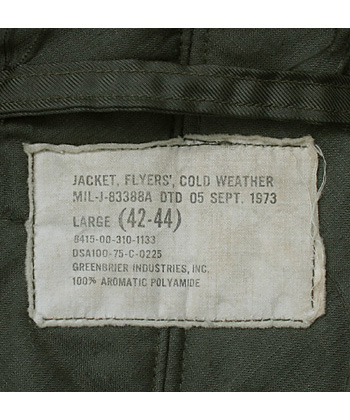 JACKET, FLYERS', COLD WEATHER
MIL-J-83388A DTD 05 SEPT. 1973
LARGE (42-44)
8415-00-310-1133
DSA100-75-C-0225
GREENBRIER INDUSTRIES, INC.
100% AROMATIC POLYAMIDE